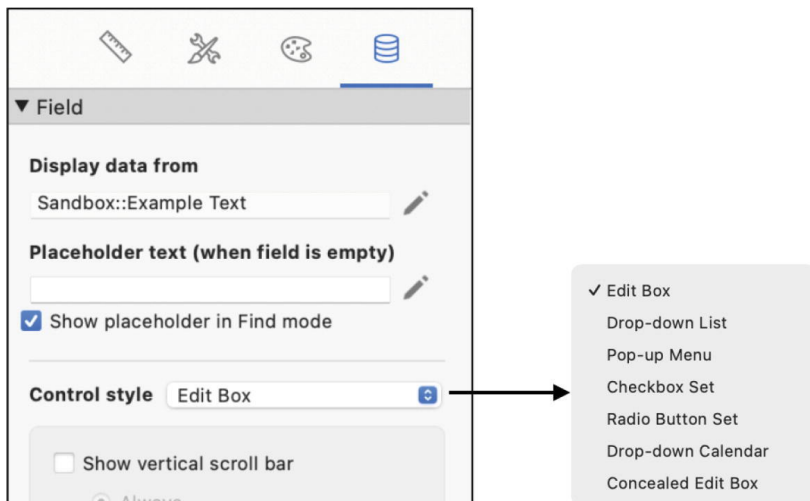 Field
Display data from
Sandbox::Example Text
Placeholder text (when field is empty)
Show placeholder in Find mode
Control style Edit Box
Show vertical scroll bar
Always
✓ Edit Box
Drop-down List
Pop-up Menu
Checkbox Set
Radio Button Set
Drop-down Calendar
Concealed Edit Box